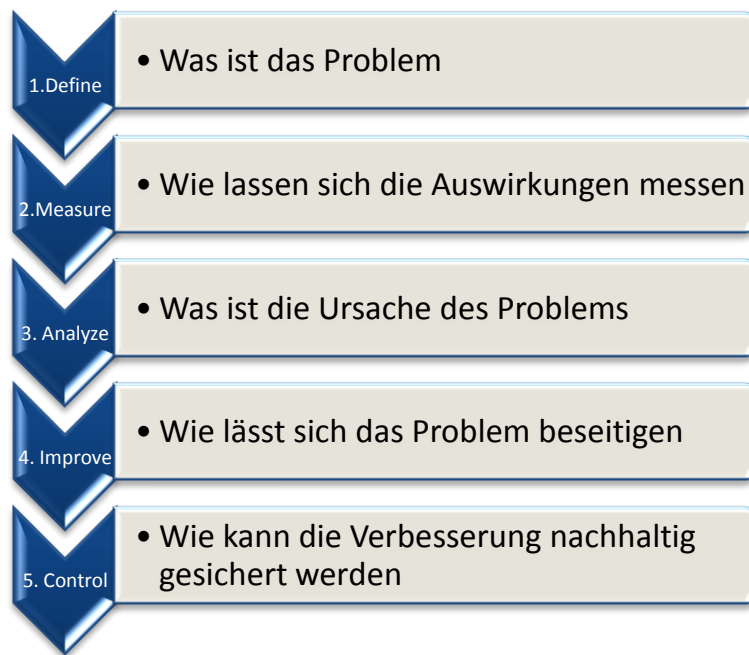 1.Define
• Was ist das Problem
2.Measure
• Wie lassen sich die Auswirkungen messen
3. Analyze
• Was ist die Ursache des Problems
4. Improve
• Wie lässt sich das Problem beseitigen
5. Control
• Wie kann die Verbesserung nachhaltig
gesichert werden